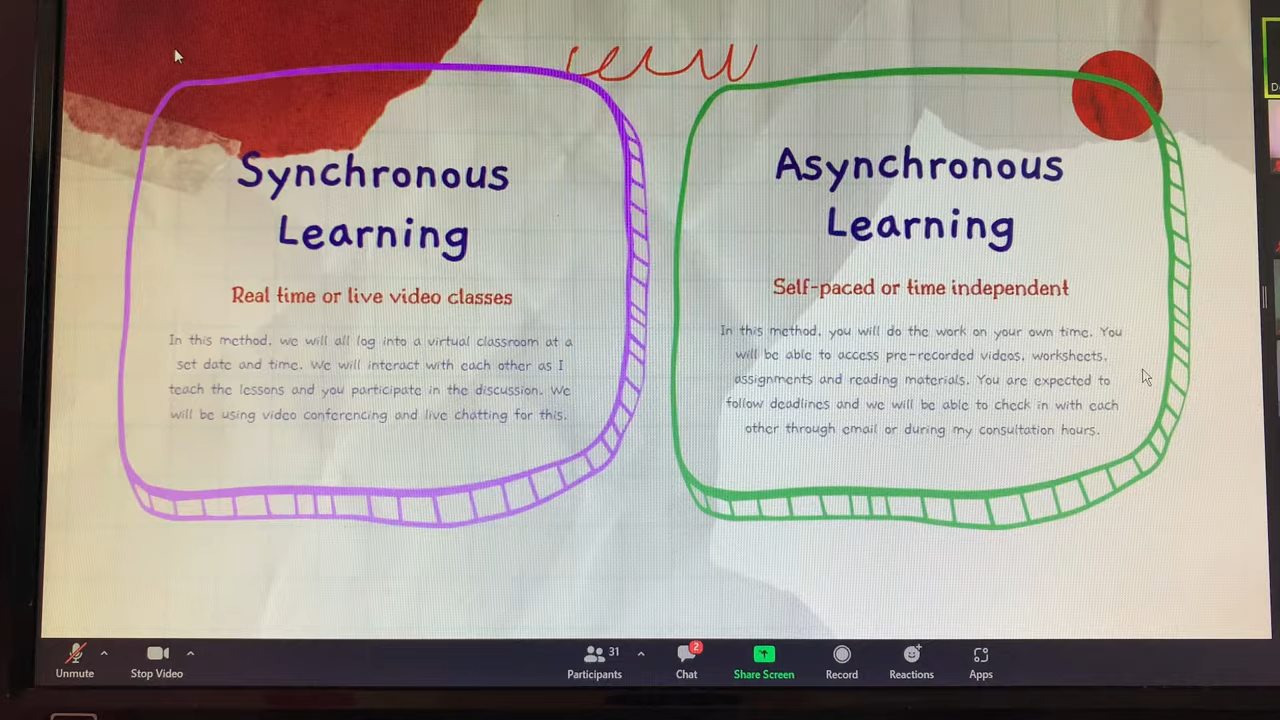 Synchronous
Learning
Real time or live video classes
In this method, we will all log into a virtual classroom at a
set date and time. We will interact with each other as I
teach the lessons and you participate in the discussion. We
will be using video conferencing and live chatting for this.
Asynchronous
Learning
Self-paced or time independent
In this method, you will do the work on your own time. You
will be able to access pre-recorded videos, worksheets,
assignments and reading materials. You are expected to
follow deadlines and we will be able to check in with each
other through email or during my consultation hours.
Unmute
Stop Video
31
Participants
2
Chat
Share Screen
Record
Reactions
Apps